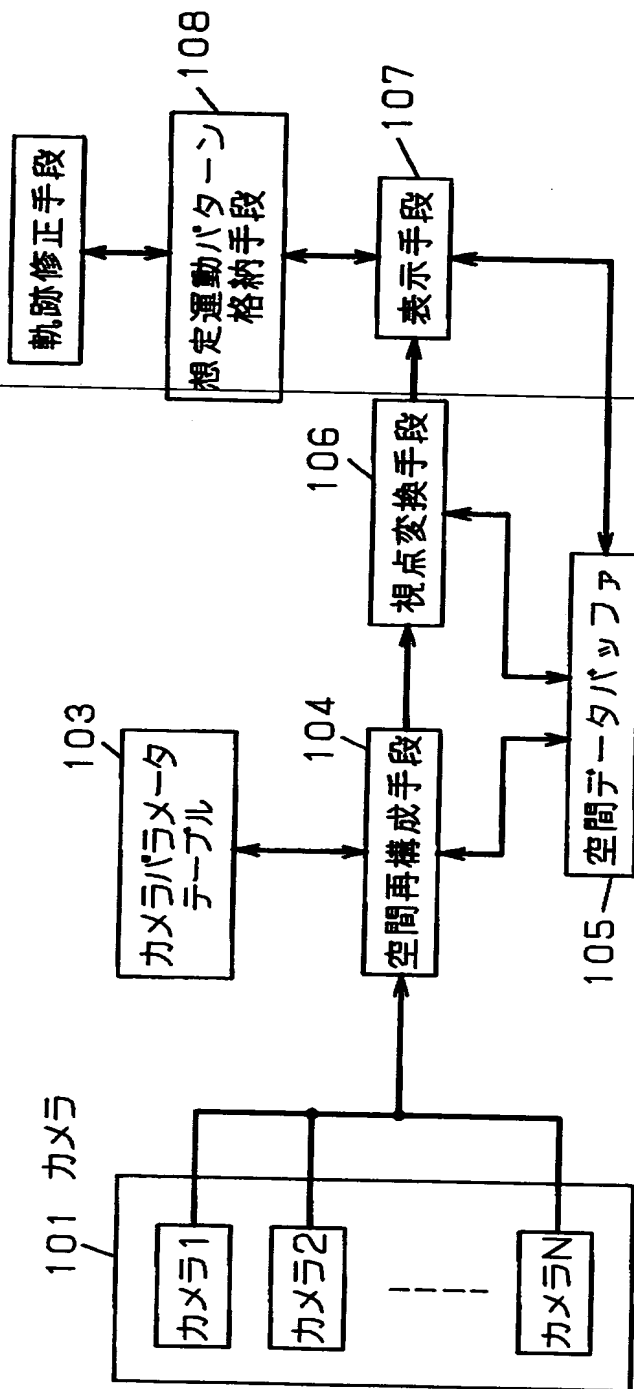 101 カメラ
カメラ1
カメラ2
カメラN
103
カメラパラメータ
テーブル
104
空間再構成手段
105
空間データバッファ
106
視点変換手段
軌跡修正手段
108
想定運動パターン
格納手段
107
表示手段